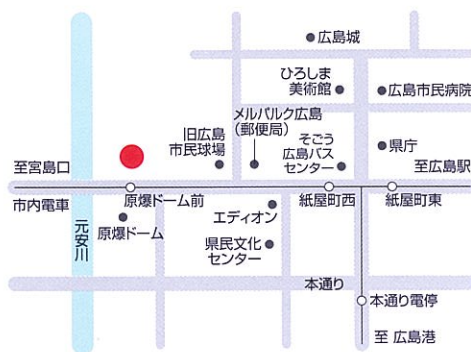 広島城
ひろしま
美術館
広島市民病院
メルパルク広島
(郵便局)
旧広島
市民球場
そごう
広島バス
センター
県庁
至宮島口
至広島駅
市内電車
原爆ドーム前
紙屋町西
紙屋町東
原爆ドーム
エディオン
元安川
県民文化
センター
本通り
本通り電停
至 広島港